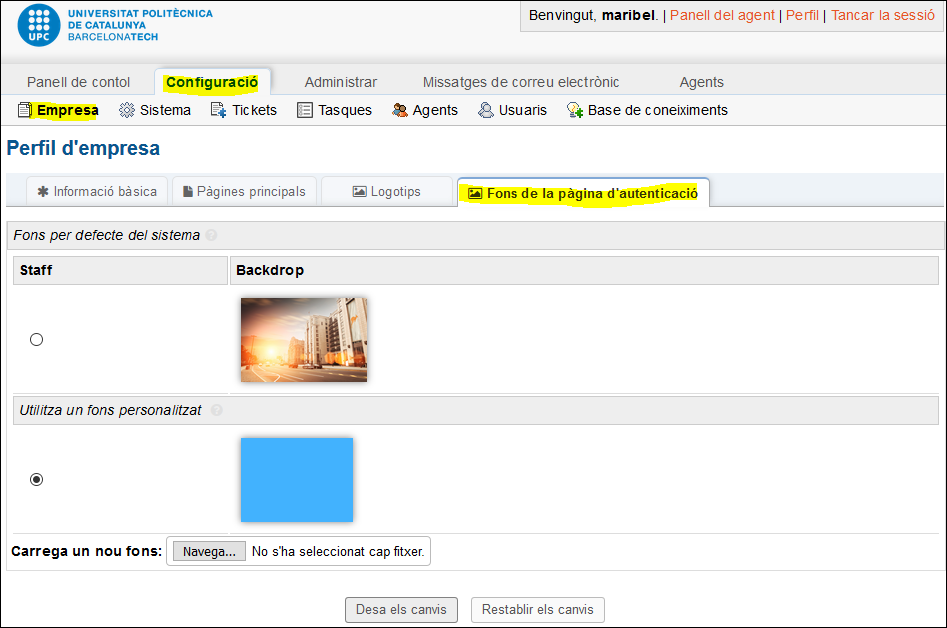 UNIVERSITAT POLITÈCNICA
DE CATALUNYA
BARCELONATECH
UPC
Benvingut, maribel. | Panell del agent | Perfil | Tancar la sessió
Panell de contol Configuració Administrar Missatges de correu electrònic Agents
Empresa Sistema Tickets Tasques Agents Usuaris Base de coneiximents
Perfil d'empresa
Informació bàsica Pàgines principals Logotips Fons de la pàgina d'autenticació
Fons per defecte del sistema ?
Staff Backdrop
Utilitza un fons personalitzat ?
Carrega un nou fons: Navega... No s'ha seleccionat cap fitxer.
Desa els canvis Restablir els canvis